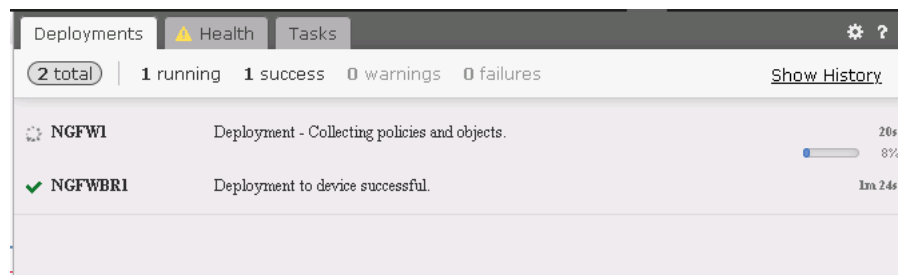 Deployments Health Tasks ?
2 total 1 running 1 success 0 warnings 0 failures Show History
NGFW1 Deployment - Collecting policies and objects. 20s
8%
NGFWBR1 Deployment to device successful. 1m 24s